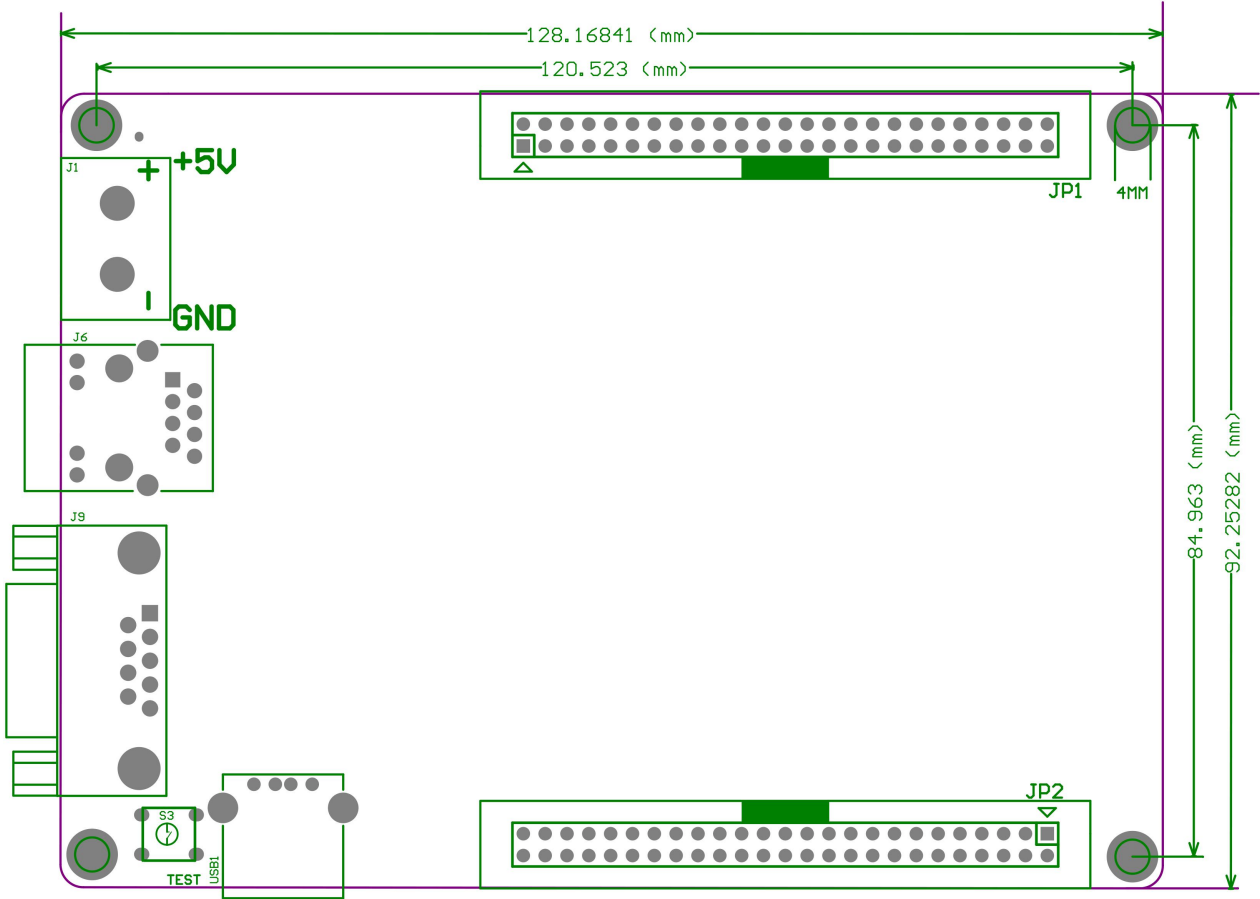 128.16841 (mm)
120.523 (mm)
J1
+
+5V
JP1
4MM
-
GND
J6
84.963 (mm)
92.25282 (mm)
J9
JP2
S3
USB1
TEST